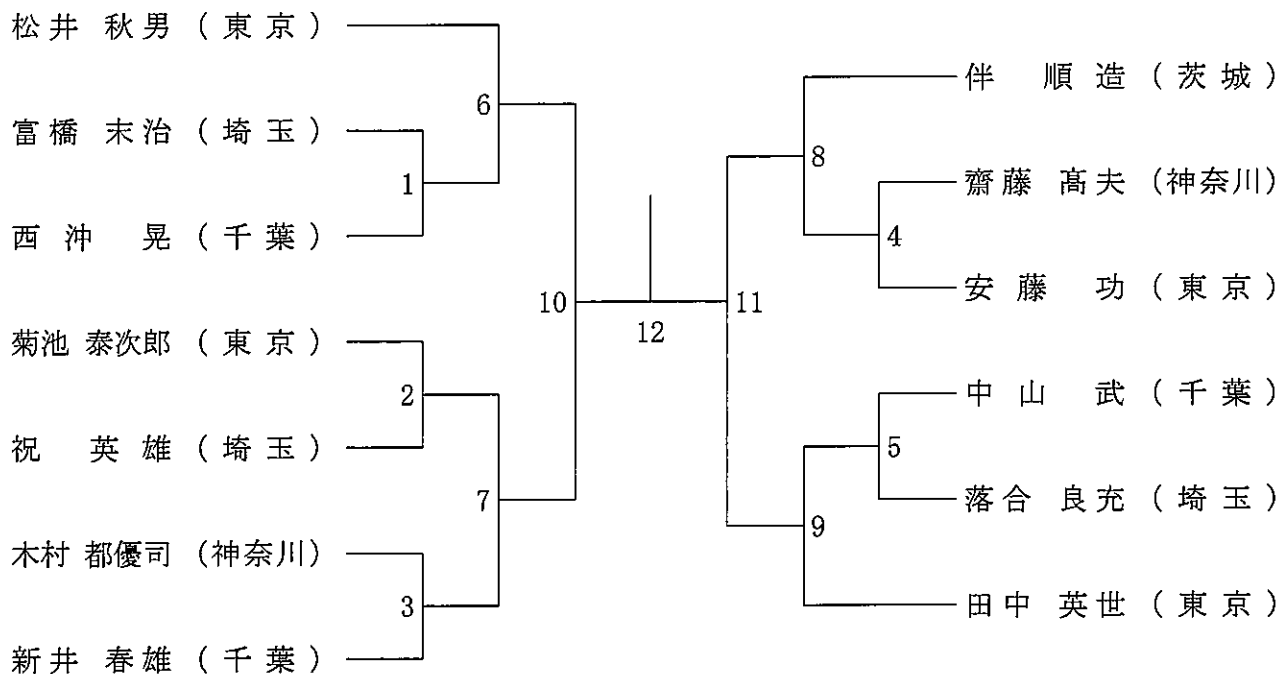 松井 秋男 (東京)
富橋 末治 (埼玉)
西沖 晃 (千葉)
菊池 泰次郎 (東京)
祝 英雄 (埼玉)
木村 都優司 (神奈川)
新井 春雄 (千葉)
6
1
2
7
3
10
12
11
8
4
5
9
伴 順造 (茨城)
齋藤 髙夫 (神奈川)
安藤 功 (東京)
中山 武 (千葉)
落合 良充 (埼玉)
田中 英世 (東京)